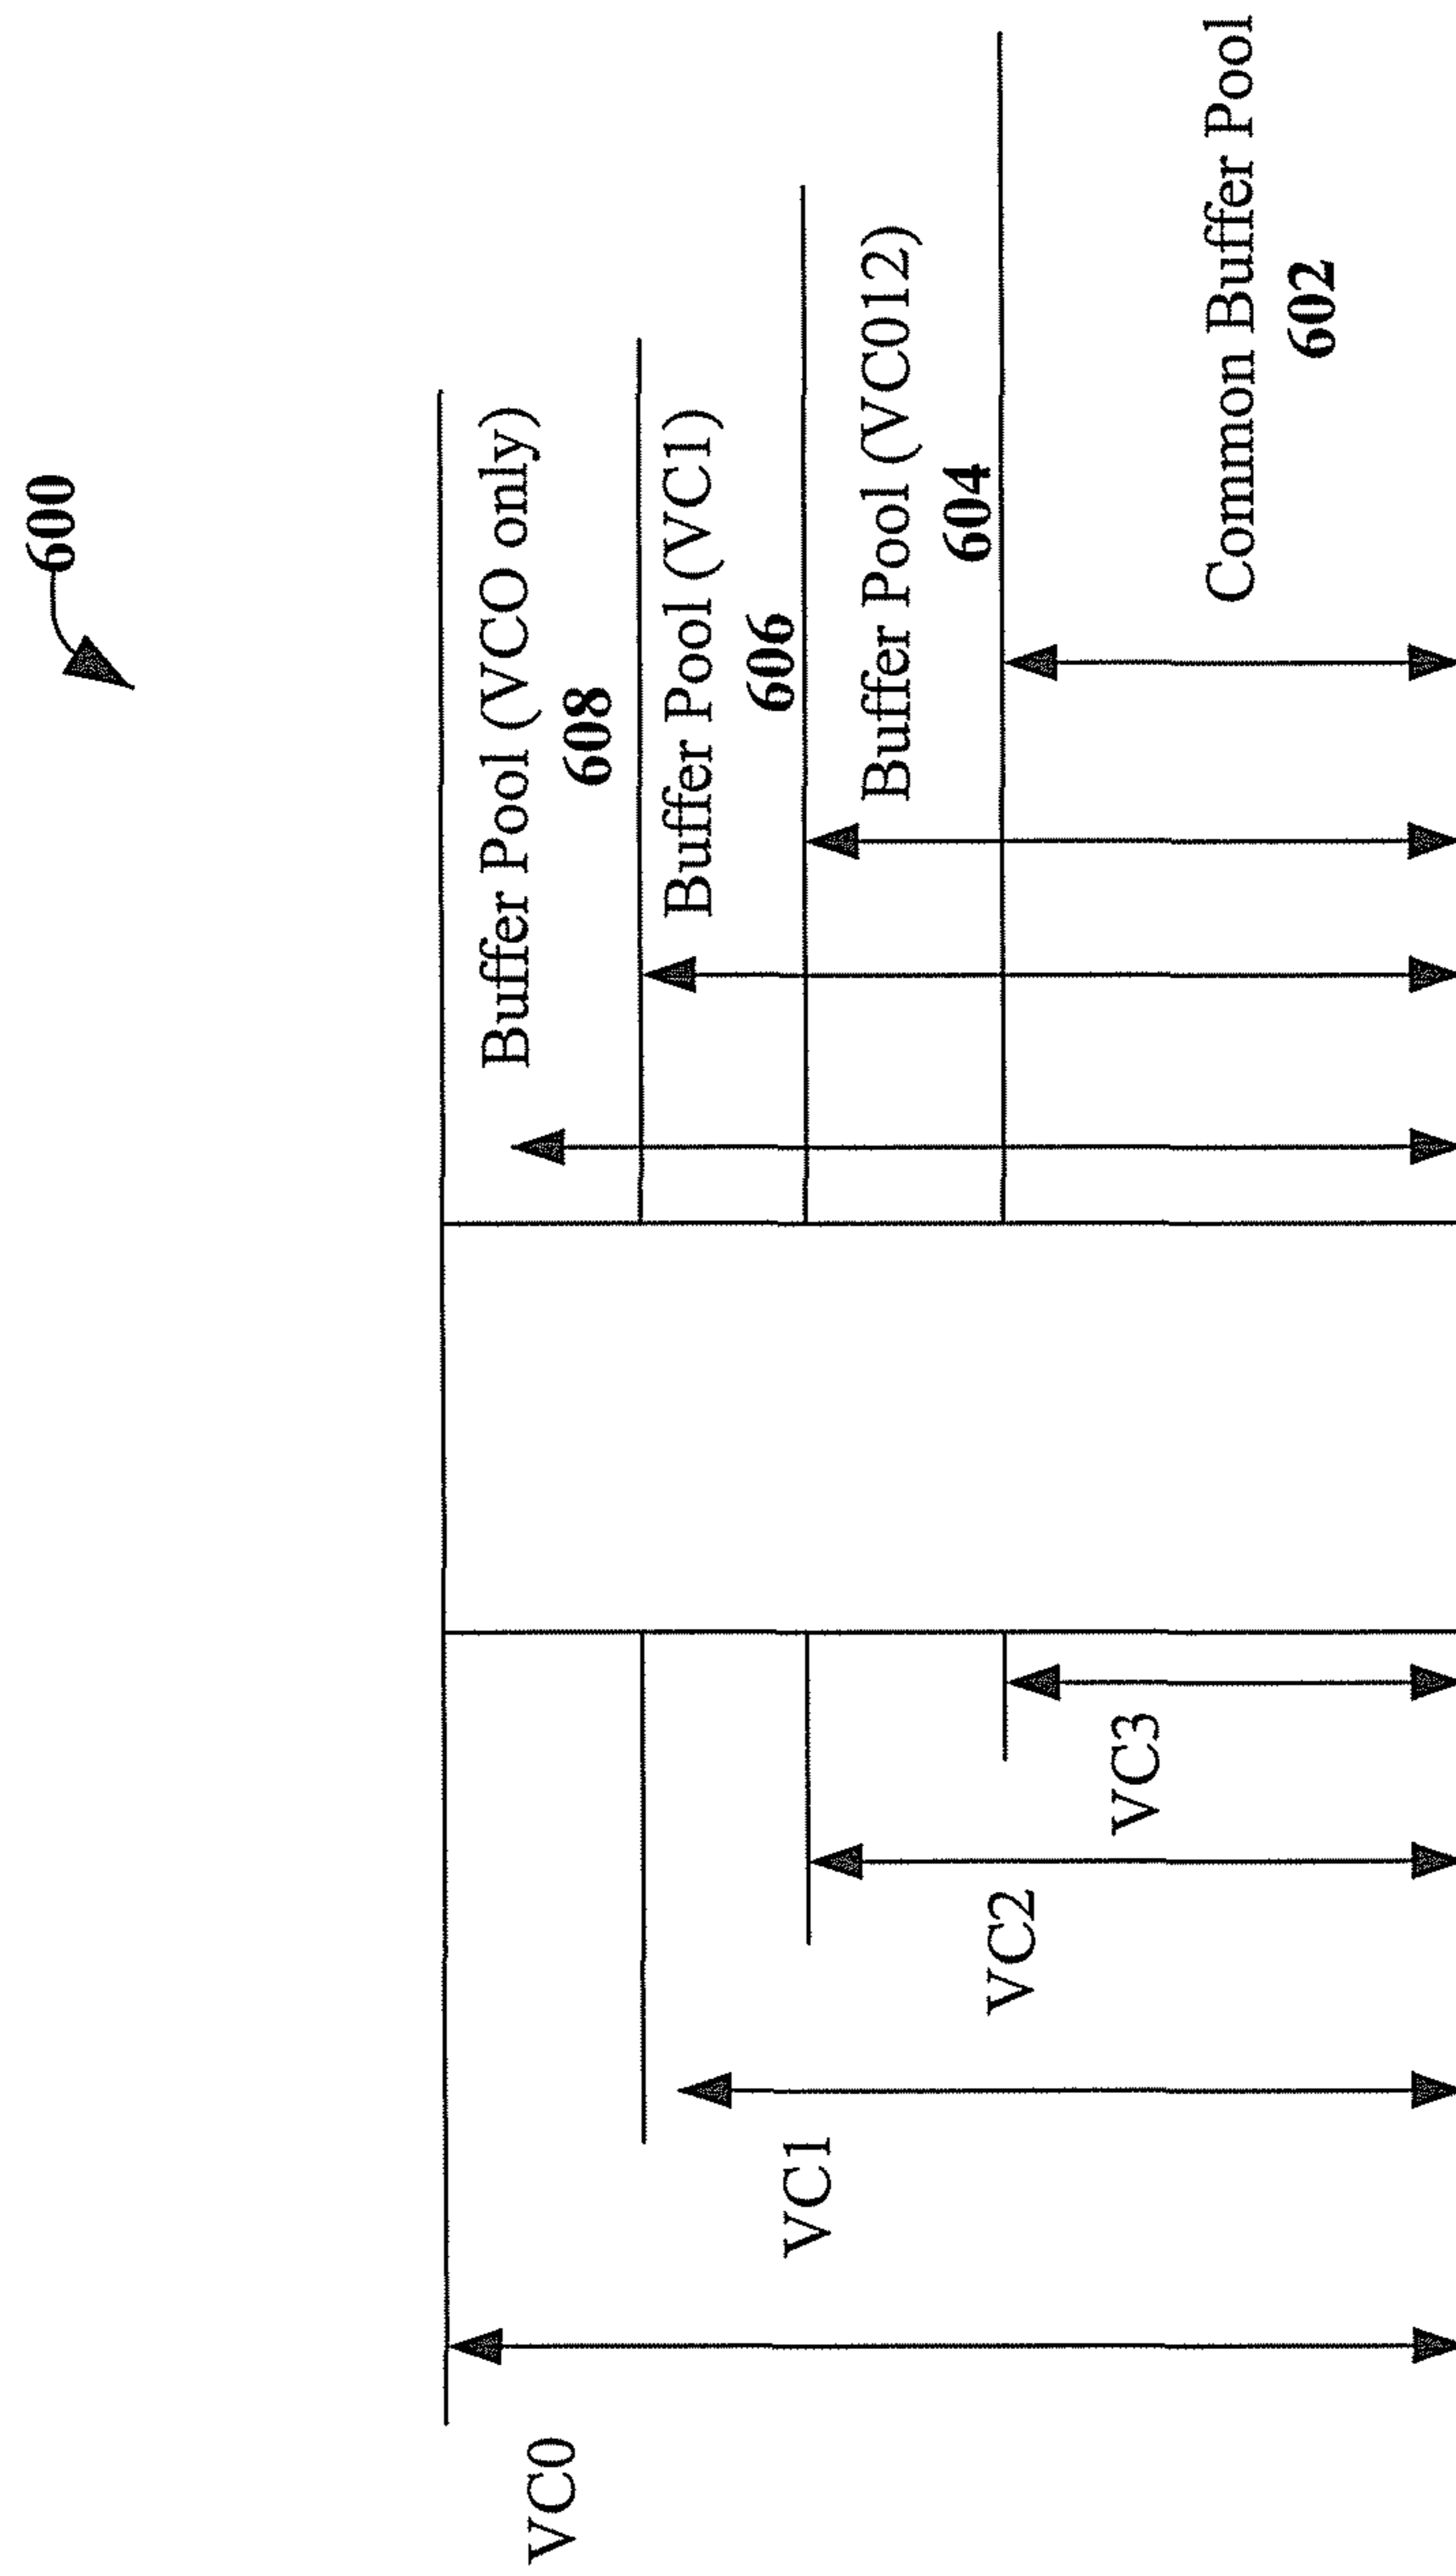 600
Buffer Pool (VCO only)
608
VC0
Buffer Pool (VC1)
606
VC1
Buffer Pool (VC012)
604
VC2
VC3
Common Buffer Pool
602